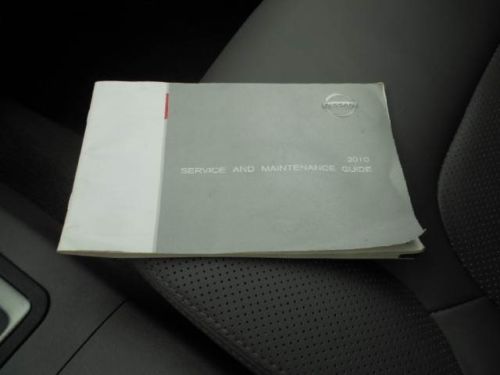 NISSAN
2010
SERVICE AND MAINTENANCE GUIDE